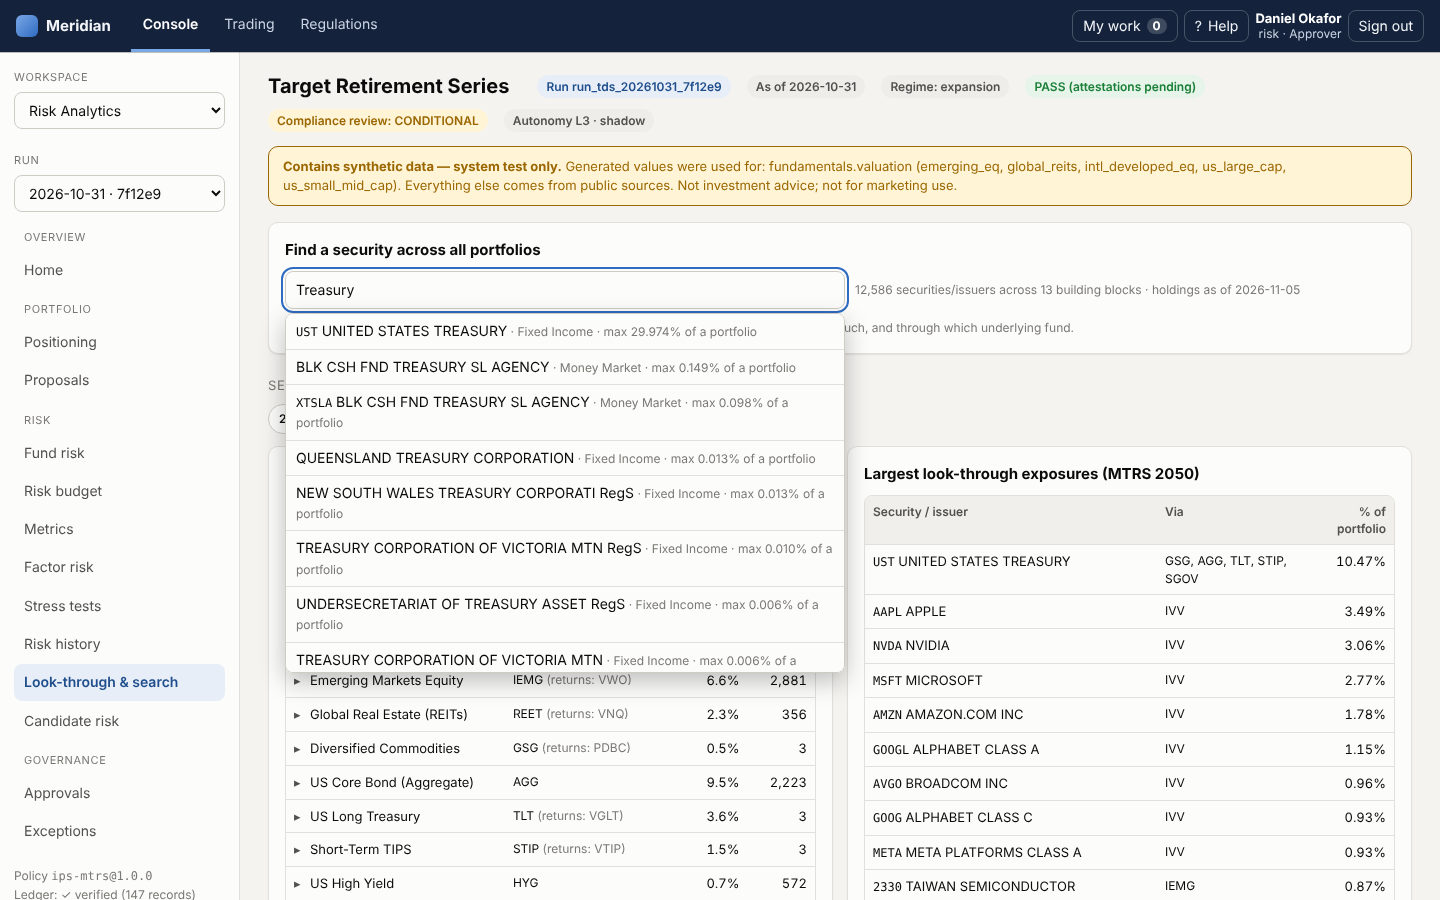 Meridian
Console
Trading
Regulations
My work 0
? Help
Daniel Okafor
risk · Approver
Sign out
WORKSPACE
Risk Analytics
RUN
2026-10-31 · 7f12e9
OVERVIEW
Home
PORTFOLIO
Positioning
Proposals
RISK
Fund risk
Risk budget
Metrics
Factor risk
Stress tests
Risk history
Look-through & search
Candidate risk
GOVERNANCE
Approvals
Exceptions
Policy ips-mtrs@1.0.0
Ledger: ✓ verified (147 records)
Target Retirement Series
Run run_tds_20261031_7f12e9
As of 2026-10-31
Regime: expansion
PASS (attestations pending)
Compliance review: CONDITIONAL
Autonomy L3 · shadow
Contains synthetic data — system test only. Generated values were used for: fundamentals.valuation (emerging_eq, global_reits, intl_developed_eq, us_large_cap,
us_small_mid_cap). Everything else comes from public sources. Not investment advice; not for marketing use.
Find a security across all portfolios
Treasury
12,586 securities/issuers across 13 building blocks · holdings as of 2026-11-05
uch, and through which underlying fund.
UST UNITED STATES TREASURY · Fixed Income · max 29.974% of a portfolio
BLK CSH FND TREASURY SL AGENCY · Money Market · max 0.149% of a portfolio
XTSLA BLK CSH FND TREASURY SL AGENCY · Money Market · max 0.098% of a
portfolio
QUEENSLAND TREASURY CORPORATION · Fixed Income · max 0.013% of a portfolio
NEW SOUTH WALES TREASURY CORPORATI RegS · Fixed Income · max 0.013% of a
portfolio
TREASURY CORPORATION OF VICTORIA MTN RegS · Fixed Income · max 0.010% of a
portfolio
UNDERSECRETARIAT OF TREASURY ASSET RegS · Fixed Income · max 0.006% of a
portfolio
TREASURY CORPORATION OF VICTORIA MTN · Fixed Income · max 0.006% of a
SE
2
▸ Emerging Markets Equity IEMG (returns: VWO) 6.6% 2,881
▸ Global Real Estate (REITs) REET (returns: VNQ) 2.3% 356
▸ Diversified Commodities GSG (returns: PDBC) 0.5% 3
▸ US Core Bond (Aggregate) AGG 9.5% 2,223
▸ US Long Treasury TLT (returns: VGLT) 3.6% 3
▸ Short-Term TIPS STIP (returns: VTIP) 1.5% 3
▸ US High Yield HYG 0.7% 572
Largest look-through exposures (MTRS 2050)
Security / issuer Via % of
portfolio
UST UNITED STATES TREASURY GSG, AGG, TLT, STIP, 10.47%
SGOV
AAPL APPLE IVV 3.49%
NVDA NVIDIA IVV 3.06%
MSFT MICROSOFT IVV 2.77%
AMZN AMAZON.COM INC IVV 1.78%
GOOGL ALPHABET CLASS A IVV 1.15%
AVGO BROADCOM INC IVV 0.96%
GOOG ALPHABET CLASS C IVV 0.93%
META META PLATFORMS CLASS A IVV 0.93%
2330 TAIWAN SEMICONDUCTOR IEMG 0.87%